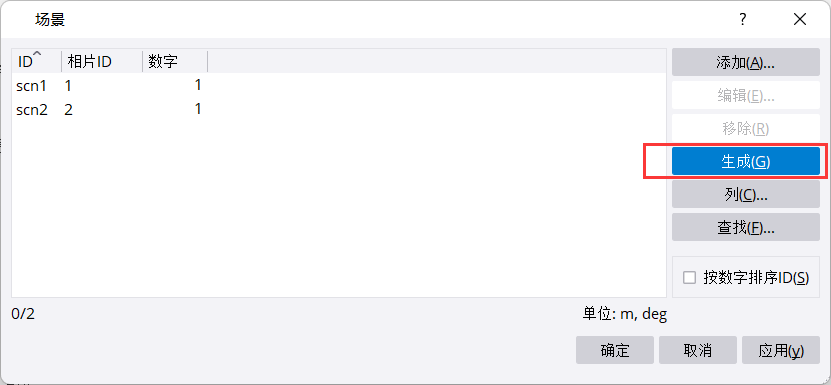 场景
ID 相片ID 数字
scn1 1 1
scn2 2 1
添加(A)...
编辑(E)...
移除(R)
生成(G)
列(C)...
查找(F)...
按数字排序ID(S)
0/2 单位: m, deg
确定 取消 应用(y)